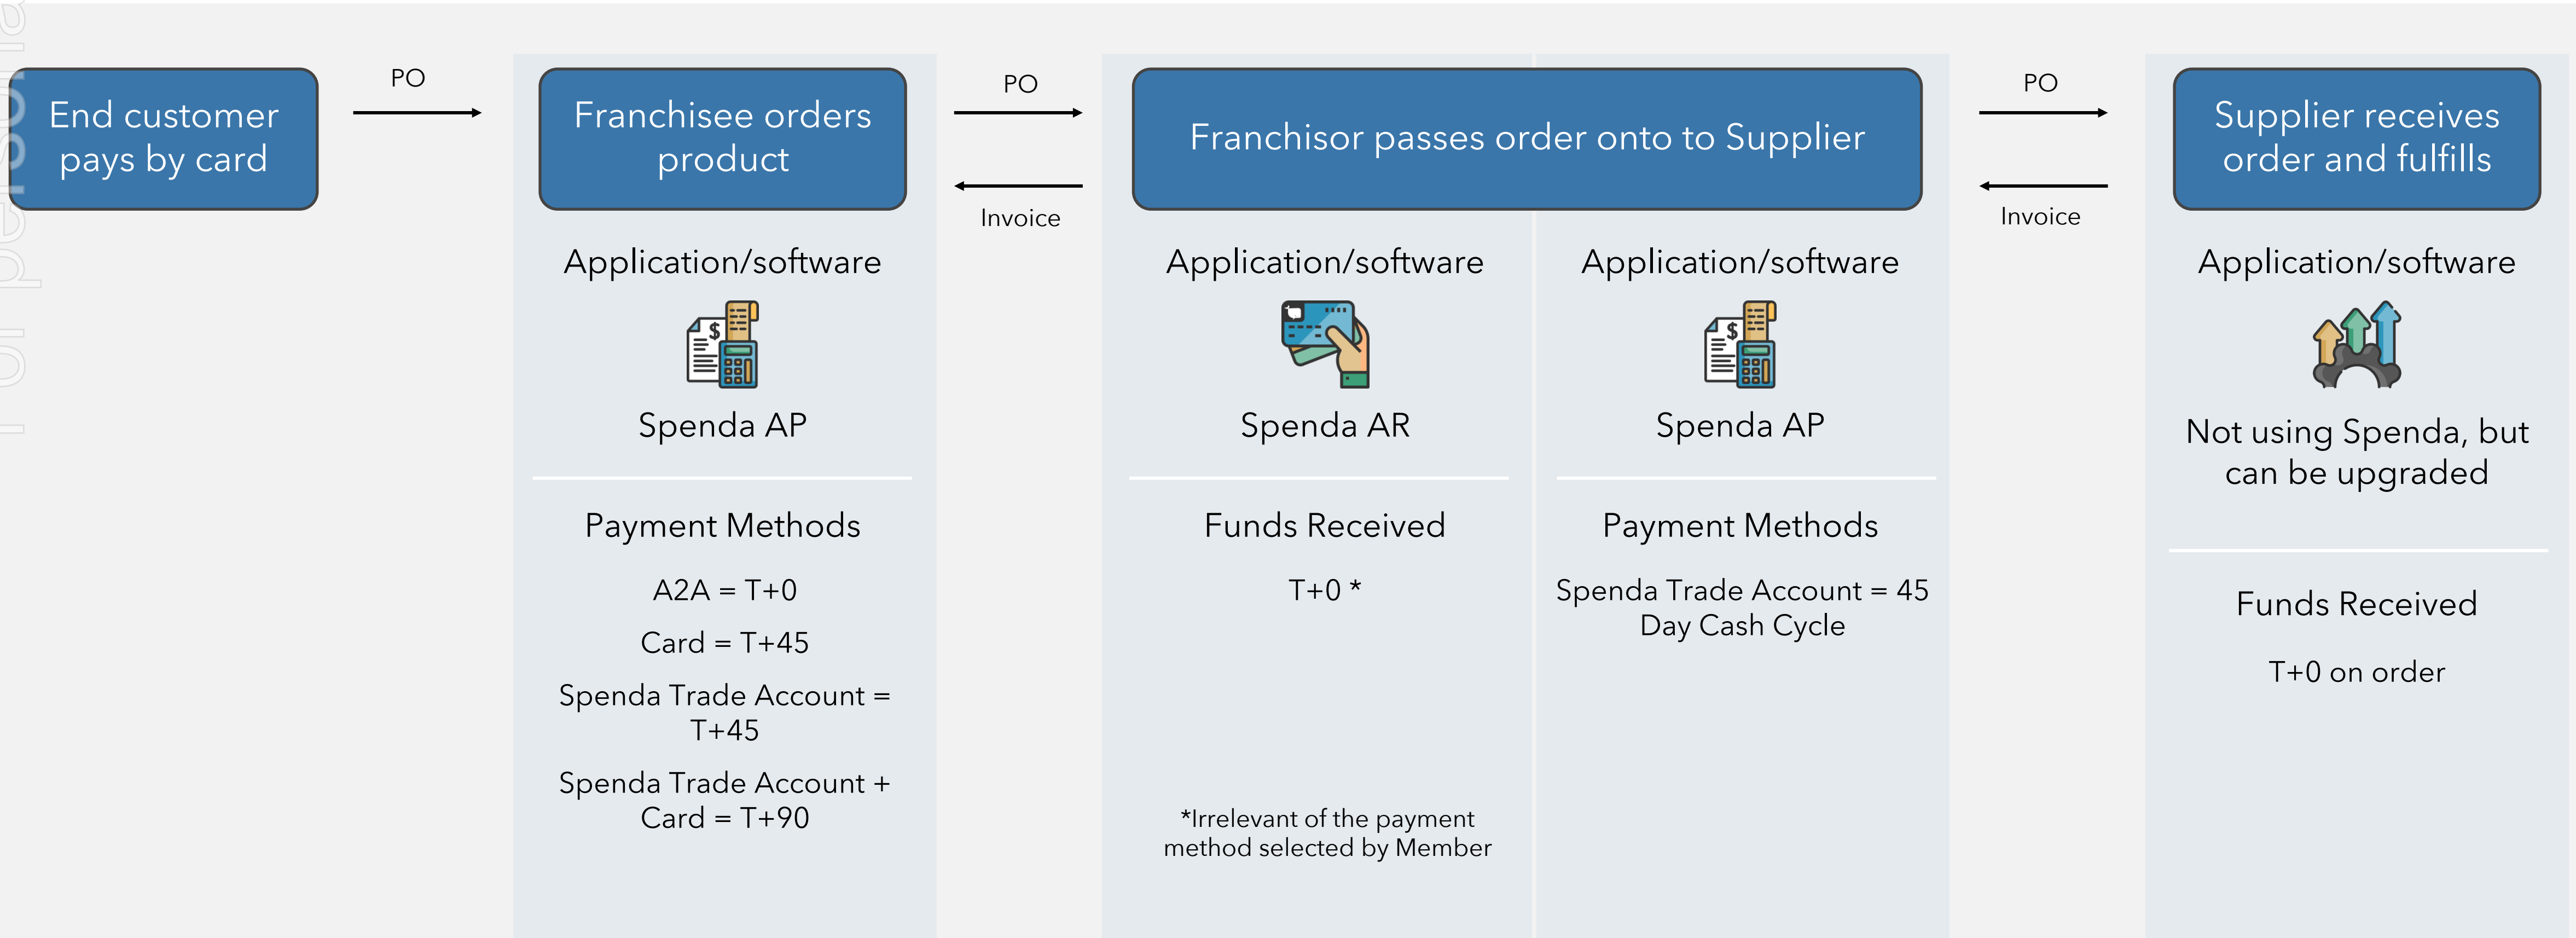 For personal
End customer
pays by card
PO
Franchisee orders
product
PO
Invoice
Franchisor passes order onto to Supplier
PO
Invoice
Supplier receives
order and fulfills
Application/software
Spenda AP
Payment Methods
A2A = T+0
Card = T+45
Spenda Trade Account =
T+45
Spenda Trade Account +
Card = T+90
Application/software
Spenda AR
Funds Received
T+0 *
*Irrelevant of the payment
method selected by Member
Application/software
$
Spenda AP
Payment Methods
Spenda Trade Account = 45
Day Cash Cycle
Application/software
Not using Spenda, but
can be upgraded
Funds Received
T+0 on order